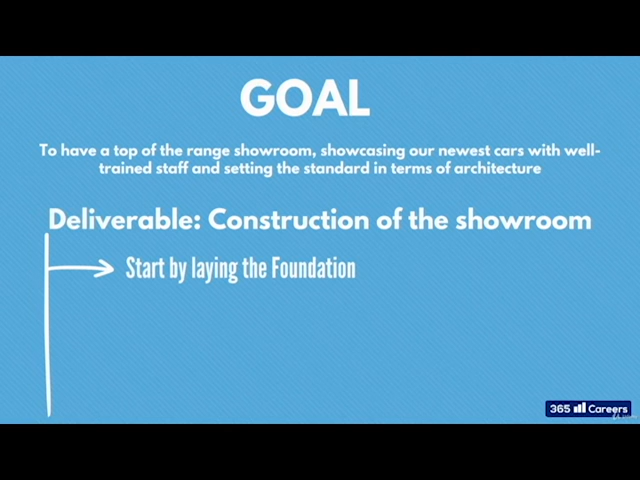 GOAL
To have a top of the range showroom, showcasing our newest cars with well-
trained staff and setting the standard in terms of architecture
Deliverable: Construction of the showroom
Start by laying the Foundation
365 Careers